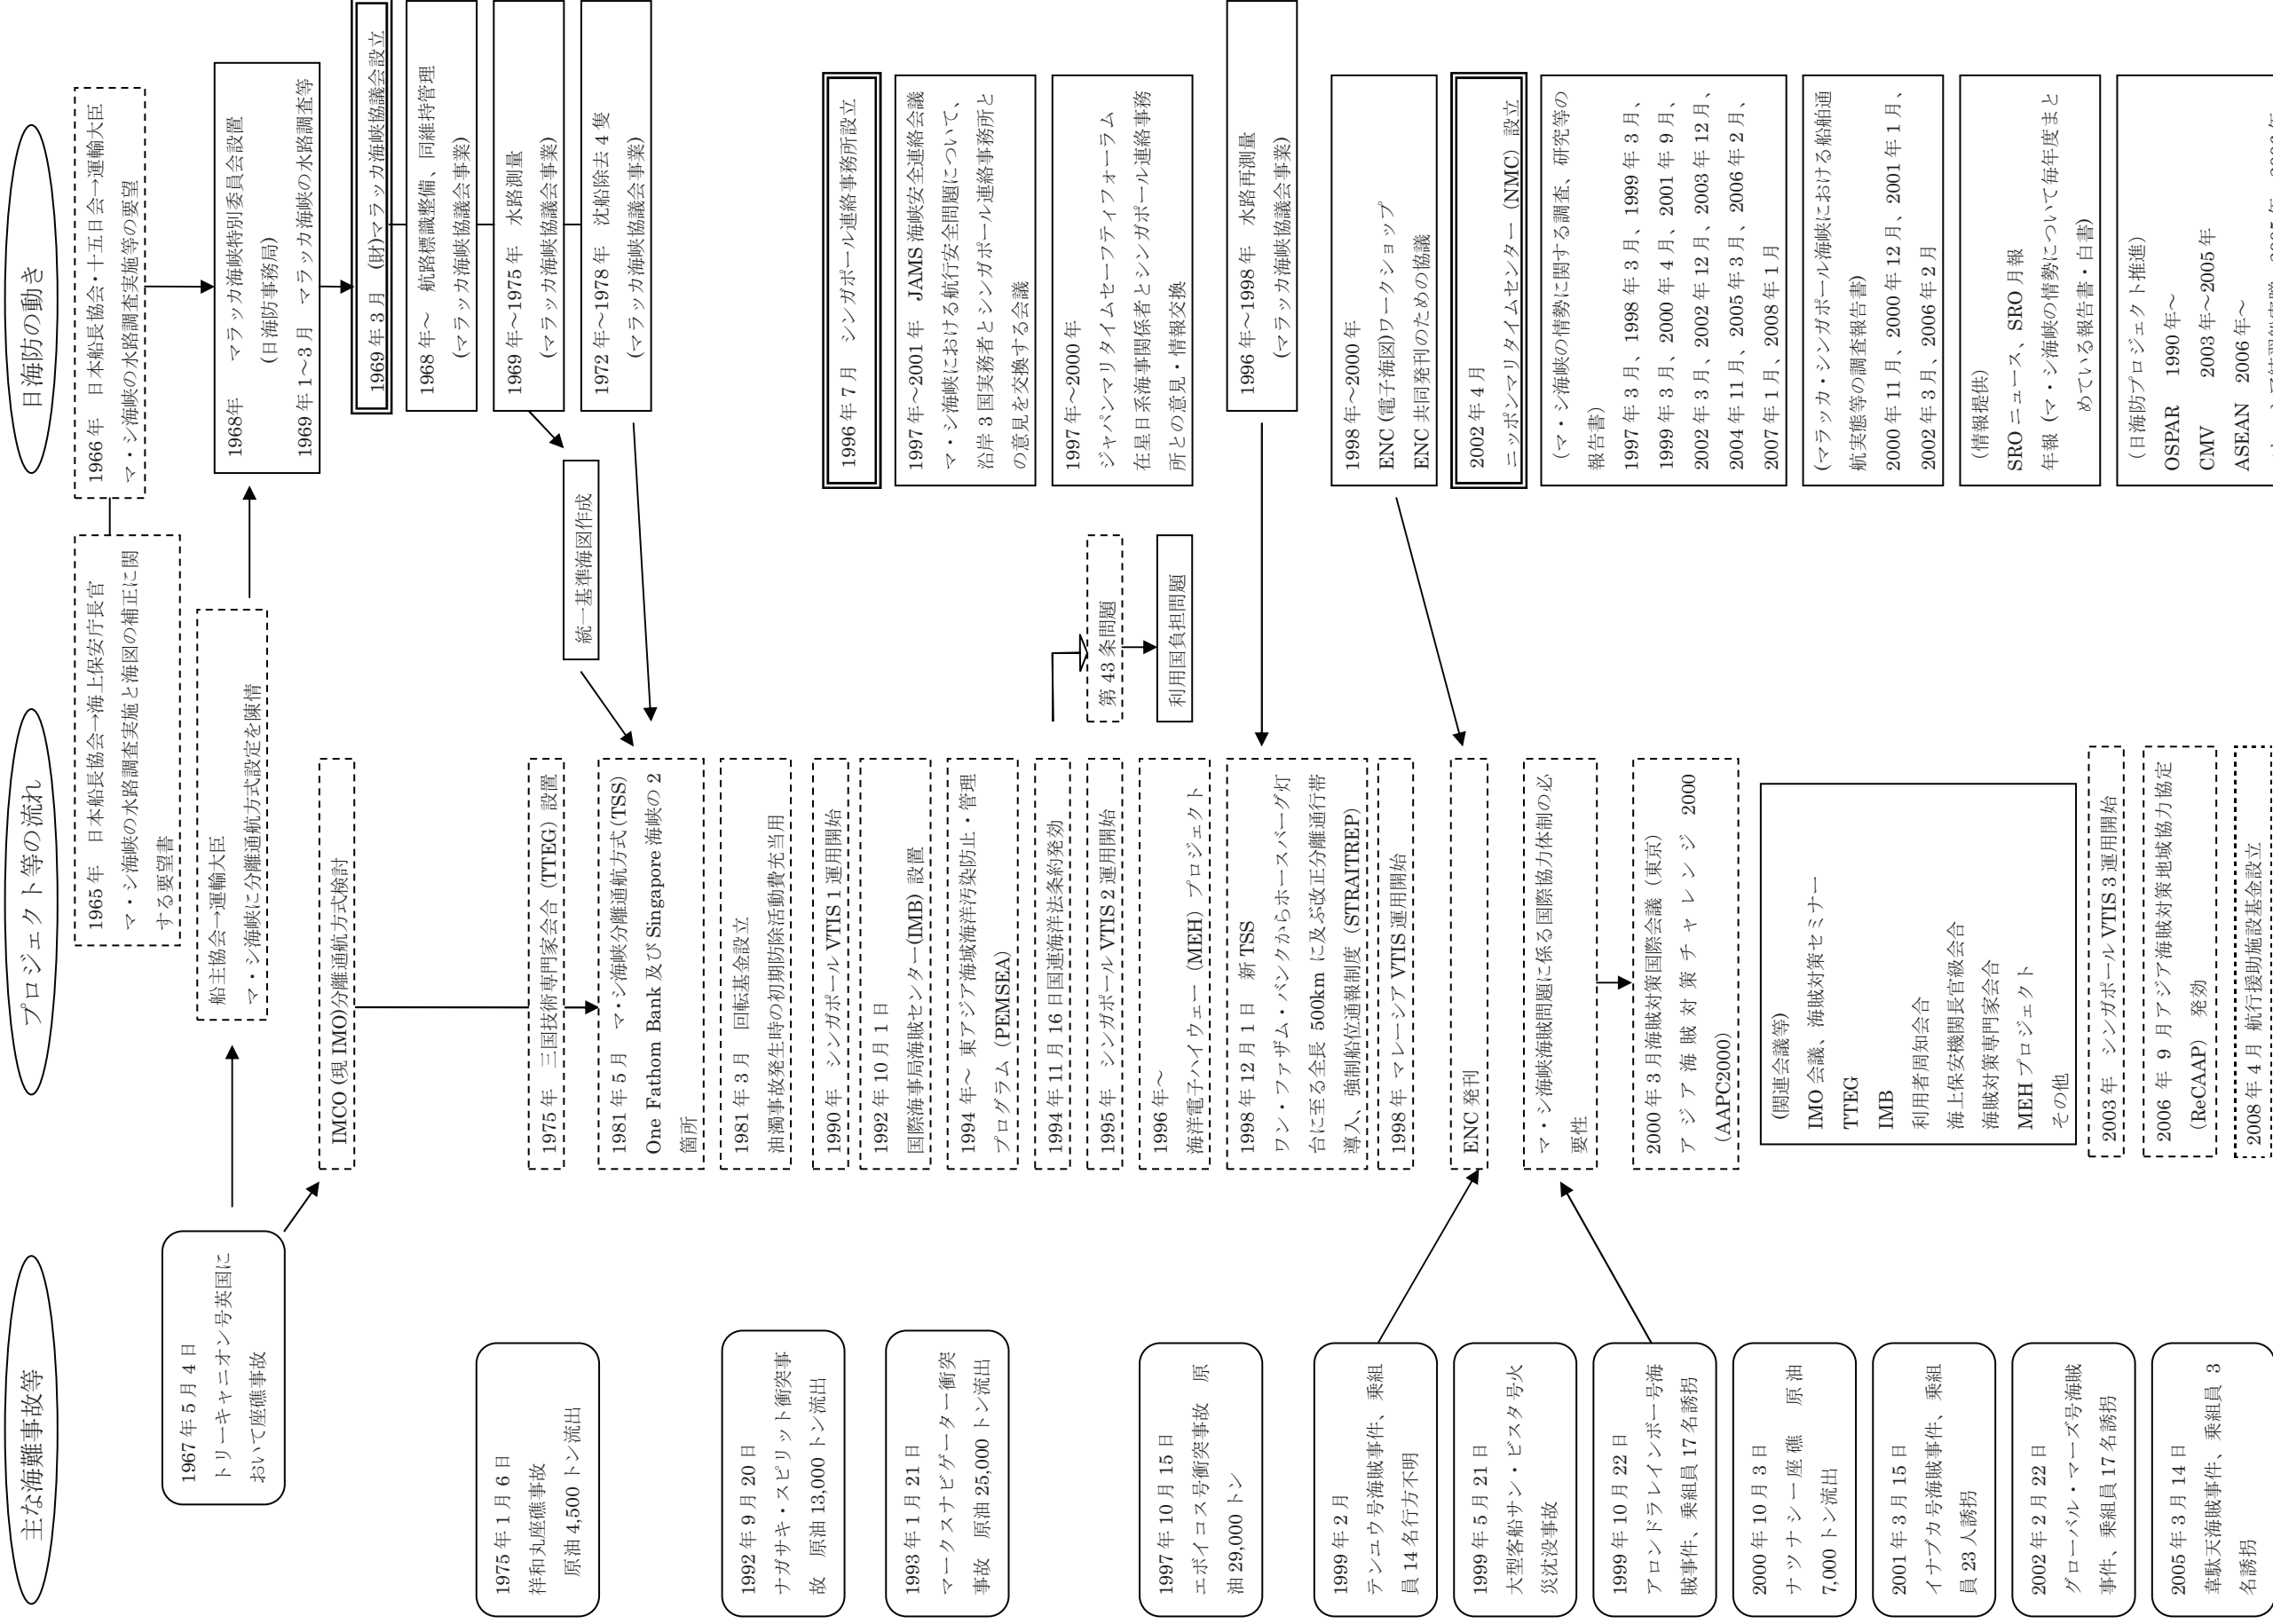 主な海難事故等
プロジェクト等の流れ
日海防の動き
1967年5月4日
トリーキャニオン号英国に
おいて座礁事故
1975年1月6日
祥和丸座礁事故
原油4,500トン流出
1992年9月20日
ナガサキ・スピリット衝突事
故　原油13,000トン流出
1993年1月21日
マークスナビゲーター衝突
事故　原油25,000トン流出
1997年10月15日
エボイコス号衝突事故　原
油29,000トン
1999年2月
テンユウ号海賊事件、乗組
員14名行方不明
1999年5月21日
大型客船サン・ビスタ号火
災沈没事故
1999年10月22日
アロンドラレインボー号海
賊事件、乗組員17名誘拐
2000年10月3日
ナツナシー座礁　原油
7,000トン流出
2001年3月15日
イナブカ号海賊事件、乗組
員23人誘拐
2002年2月22日
グローバル・マーズ号海賊
事件、乗組員17名誘拐
2005年3月14日
韋駄天海賊事件、乗組員3
名誘拐
1965年　日本船長協会→海上保安庁長官
マ・シ海峡の水路調査実施と海図の補正に関
する要望書
船主協会→運輸大臣
マ・シ海峡に分離通航方式設定を陳情
IMCO(現IMO)分離通航方式検討
1975年　三国技術専門家会合（TTEG）設置
1981年5月　マ・シ海峡分離通航方式(TSS)
One Fathom Bank 及びSingapore海峡の2
箇所
1981年3月　回転基金設立
油濁事故発生時の初期防除活動費充当用
1990年　シンガポールVTIS 1運用開始
1992年10月1日
国際海事局海賊センター(IMB)設置
1994年～ 東アジア海域海洋汚染防止・管理
プログラム（PEMSEA）
1994年11月16日国連海洋法条約発効
1995年　シンガポールVTIS 2運用開始
1996年～
海洋電子ハイウェー（MEH）プロジェクト
1998年12月1日　新TSS
ワン・ファザム・バンクからホースバーグ灯
台に至る全長500kmに及ぶ改正分離通行帯
導入、強制船位通報制度（STRAITREP）
1998年 マレーシアVTIS運用開始
ENC発刊
マ・シ海峡海賊問題に係る国際協力体制の必
要性
2000年3月海賊対策国際会議（東京）
アジア海賊対策チャレンジ 2000
（AAPC2000）
（関連会議等)
IMO会議、海賊対策セミナー
TTEG
IMB
利用者周知会合
海上保安機関長官級会合
海賊対策専門家会合
MEHプロジェクト
その他
2003年　シンガポールVTIS 3運用開始
2006年9月アジア海賊対策地域協力協定
（ReCAAP）　発効
2008年4月 航行援助施設基金設立
統一基準海図作成
第43条問題
利用国負担問題
1966年　日本船長協会・十五日会→運輸大臣
マ・シ海峡の水路調査実施等の要望
1968年　　マラッカ海峡特別委員会設置
(日海防事務局)
1969年1～3月　マラッカ海峡の水路調査等
1969年3月　(財)マラッカ海峡協議会設立
1968年～　航路標識整備、同維持管理
(マラッカ海峡協議会事業)
1969年～1975年　水路測量
(マラッカ海峡協議会事業)
1972年～1978年　沈船除去4隻
(マラッカ海峡協議会事業)
1996年7月　シンガポール連絡事務所設立
1997年～2001年　JAMS海峡安全連絡会議
マ・シ海峡における航行安全問題について、
沿岸3国実務者とシンガポール連絡事務所と
の意見を交換する会議
1997年～2000年
ジャパンマリタイムセーフティフォーラム
在星日系海事関係者とシンガポール連絡事務
所との意見・情報交換
1996年～1998年　水路再測量
(マラッカ海峡協議会事業)
1998年～2000年
ENC(電子海図)ワークショップ
ENC共同発刊のための協議
2002年4月
ニッポンマリタイムセンター（NMC）設立
（マ・シ海峡の情勢に関する調査、研究等の
報告書）
1997年3月、1998年3月、1999年3月、
1999年3月、2000年4月、2001年9月、
2002年3月、2002年12月、2003年12月、
2004年11月、2005年3月、2006年2月、
2007年1月、2008年1月
(マラッカ・シンガポール海峡における船舶通
航実態等の調査報告書)
2000年11月、2000年12月、2001年1月、
2002年3月、2006年2月
（情報提供）
SROニュース、SRO月報
年報（マ・シ海峡の情勢について毎年度まと
めている報告書・白書）
（日海防プロジェクト推進）
OSPAR　1990年～
CMV　2003年～2005年
ASEAN　2006年～